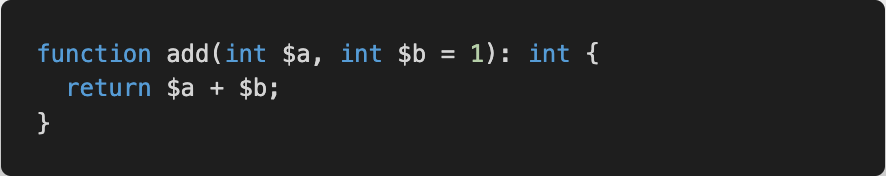 function add(int $a, int $b = 1): int {
  return $a + $b;
}